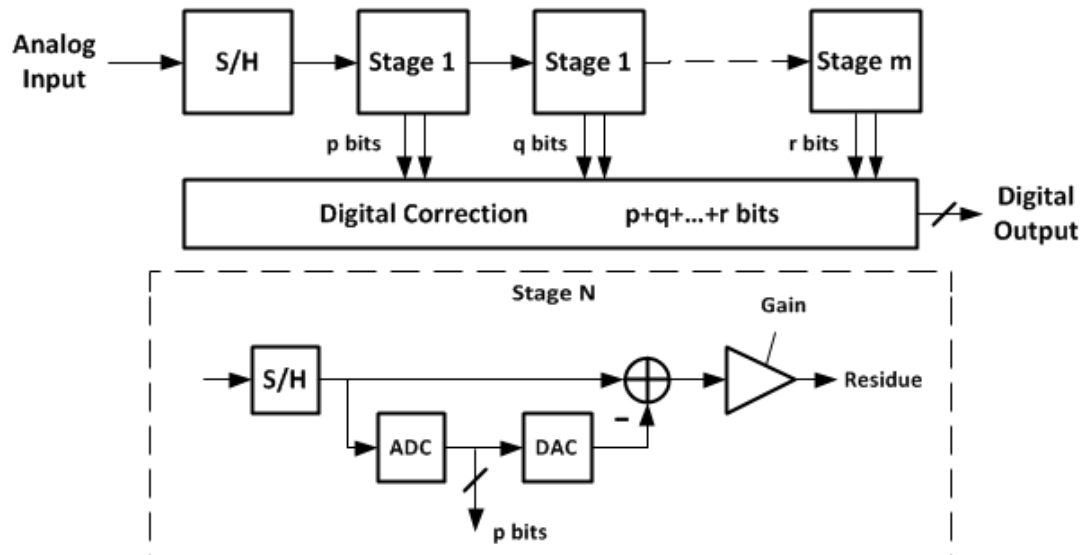 Analog
Input
S/H
Stage 1
Stage 1
Stage m
p bits
q bits
r bits
Digital Correction p+q+...+r bits
Digital
Output
Stage N
Gain
S/H
Residue
ADC
DAC
p bits